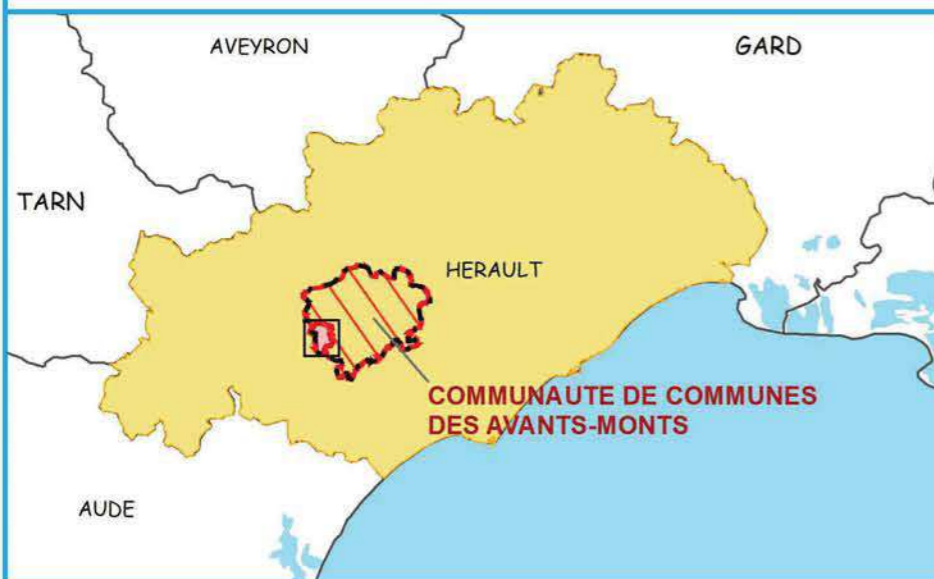 AVEYRON
GARD
TARN
HERAULT
COMMUNAUTE DE COMMUNES
DES AVANTS-MONTS
AUDE